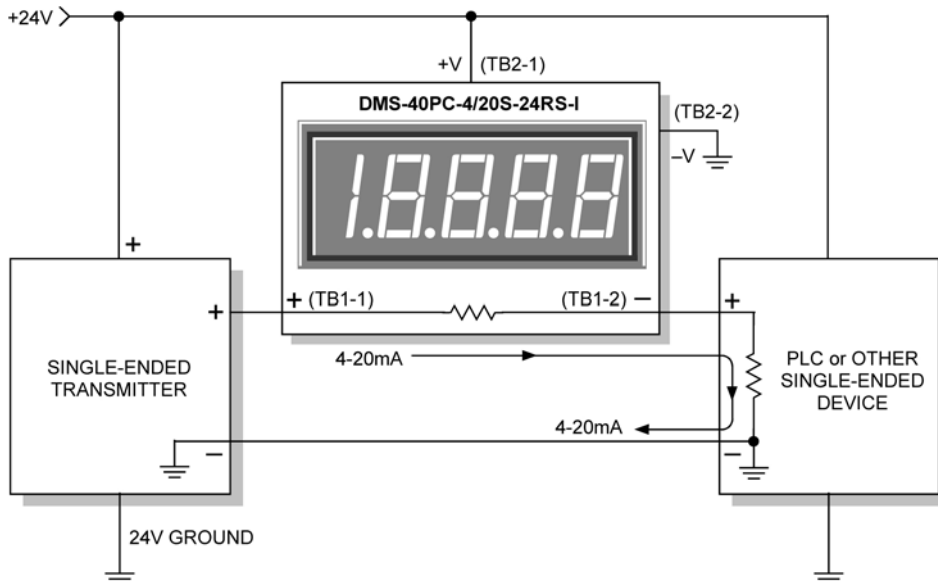 +24V
+V (TB2-1)
DMS-40PC-4/20S-24RS-I
(TB2-2)
–V
1.8.8.8.8
+
+
+ (TB1-1)
(TB1-2) –
+
SINGLE-ENDED
TRANSMITTER
4-20mA
PLC or OTHER
SINGLE-ENDED
DEVICE
4-20mA
–
–
24V GROUND